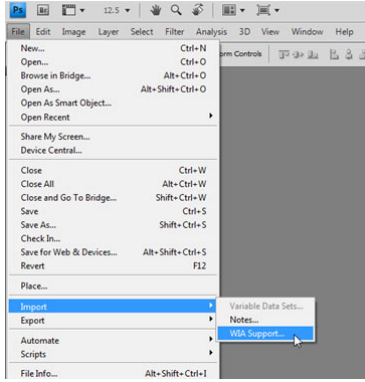 Ps Br 12.5
File Edit Image Layer Select Filter Analysis 3D View Window Help
New... Ctrl+N
Open... Ctrl+O
Browse in Bridge... Alt+Ctrl+O
Open As... Alt+Shift+Ctrl+O
Open As Smart Object...
Open Recent
Share My Screen...
Device Central...
Close Ctrl+W
Close All Alt+Ctrl+W
Close and Go To Bridge... Shift+Ctrl+W
Save Ctrl+S
Save As... Shift+Ctrl+S
Check In...
Save for Web & Devices... Alt+Shift+Ctrl+S
Revert F12
Place...
Import
Export
Automate
Scripts
File Info... Alt+Shift+Ctrl+I
orm Controls
Variable Data Sets...
Notes...
WIA Support...